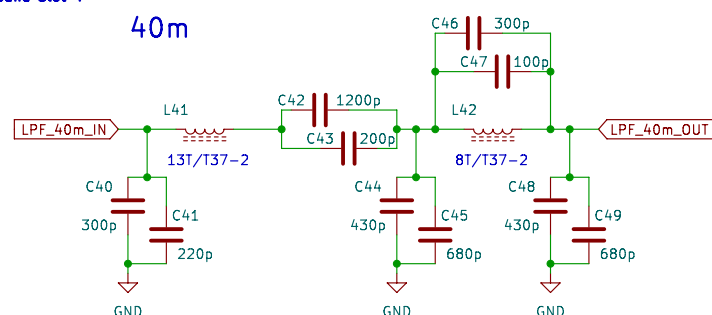 40m
C46 300p
C47 100p
L41 C42 1200p L42
LPF_40m_IN C43 200p LPF_40m_OUT
13T/T37-2 8T/T37-2
C40 C44 C48
C41 C45 C49
300p 430p 430p
220p 680p 680p
GND GND GND